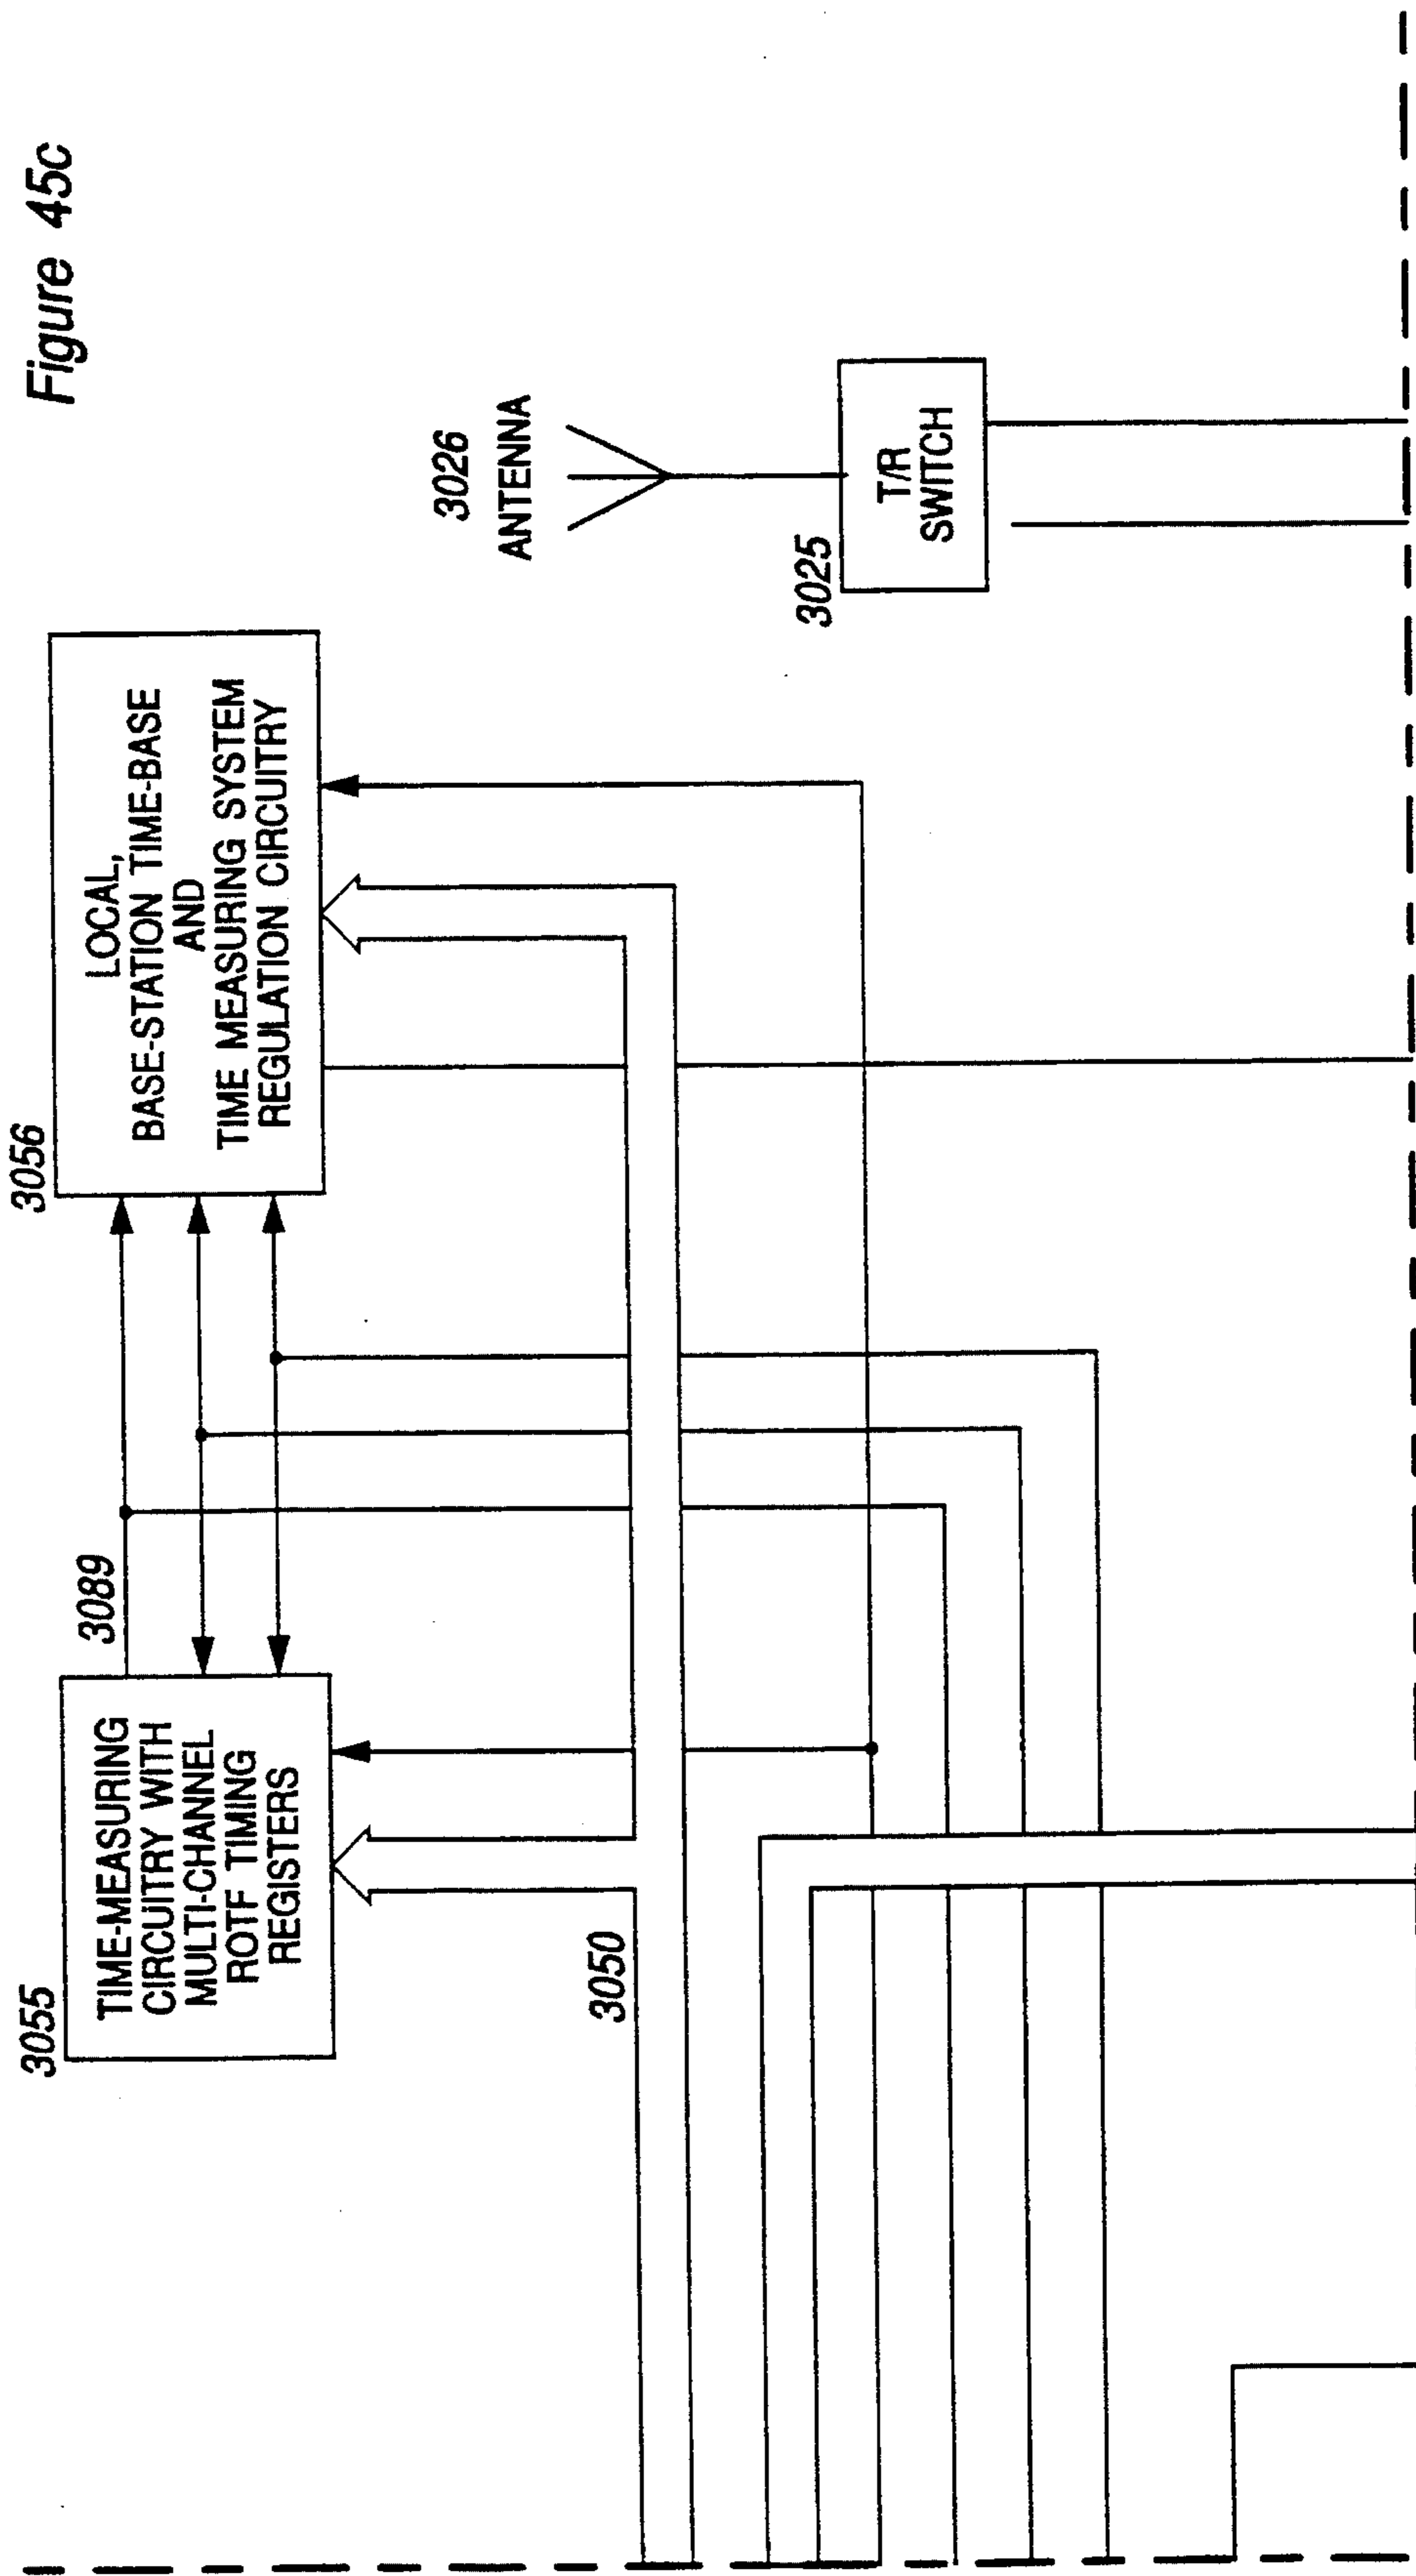 Figure 45c
3055
TIME-MEASURING
CIRCUITRY WITH
MULTI-CHANNEL
ROTF TIMING
REGISTERS
3089
3056
LOCAL,
BASE-STATION TIME-BASE
AND
TIME MEASURING SYSTEM
REGULATION CIRCUITRY
3026
ANTENNA
3050
3025
T/R
SWITCH